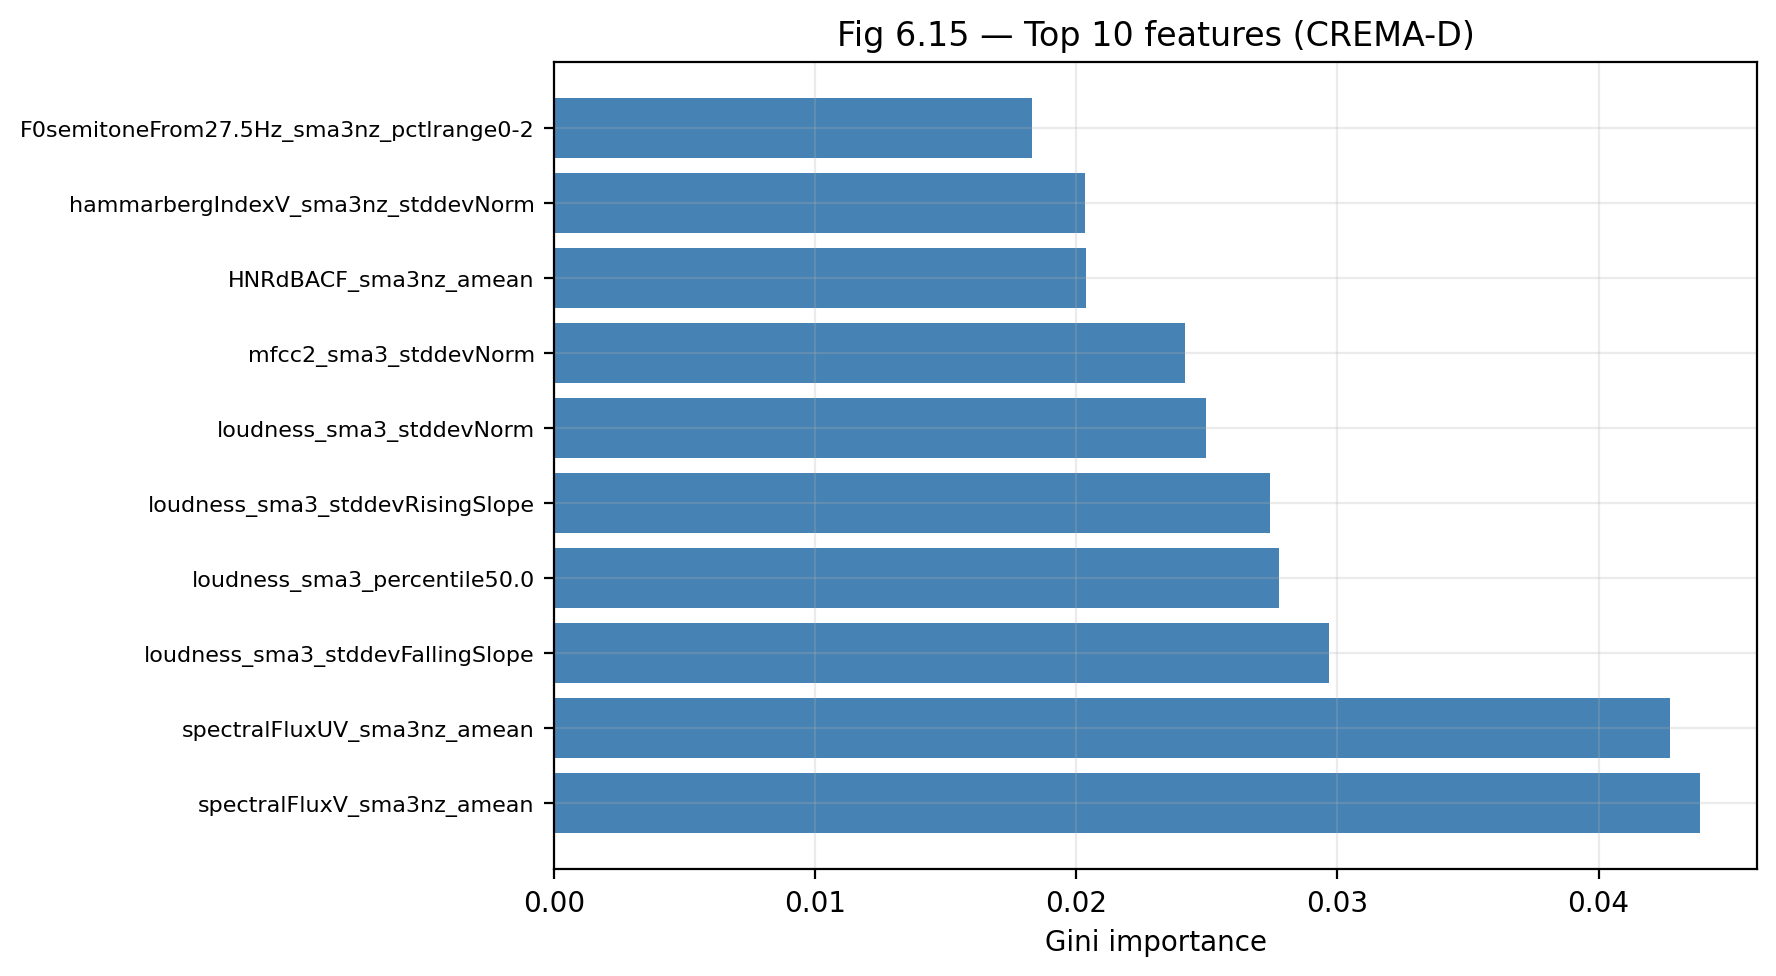 Fig 6.15 — Top 10 features (CREMA-D)
F0semitoneFrom27.5Hz_sma3nz_pctlrange0-2
hammarbergIndexV_sma3nz_stddevNorm
HNRdBACF_sma3nz_amean
mfcc2_sma3_stddevNorm
loudness_sma3_stddevNorm
loudness_sma3_stddevRisingSlope
loudness_sma3_percentile50.0
loudness_sma3_stddevFallingSlope
spectralFluxUV_sma3nz_amean
spectralFluxV_sma3nz_amean
0.00 0.01 0.02 0.03 0.04
Gini importance